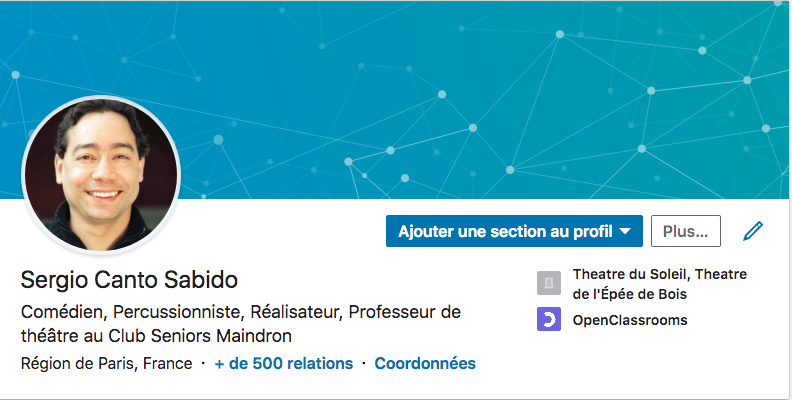 Ajouter une section au profil
Plus...
Sergio Canto Sabido
Comédien, Percussionniste, Réalisateur, Professeur de
théâtre au Club Seniors Maindron
Région de Paris, France · + de 500 relations · Coordonnées
Theatre du Soleil, Theatre
de l'Épée de Bois
OpenClassrooms